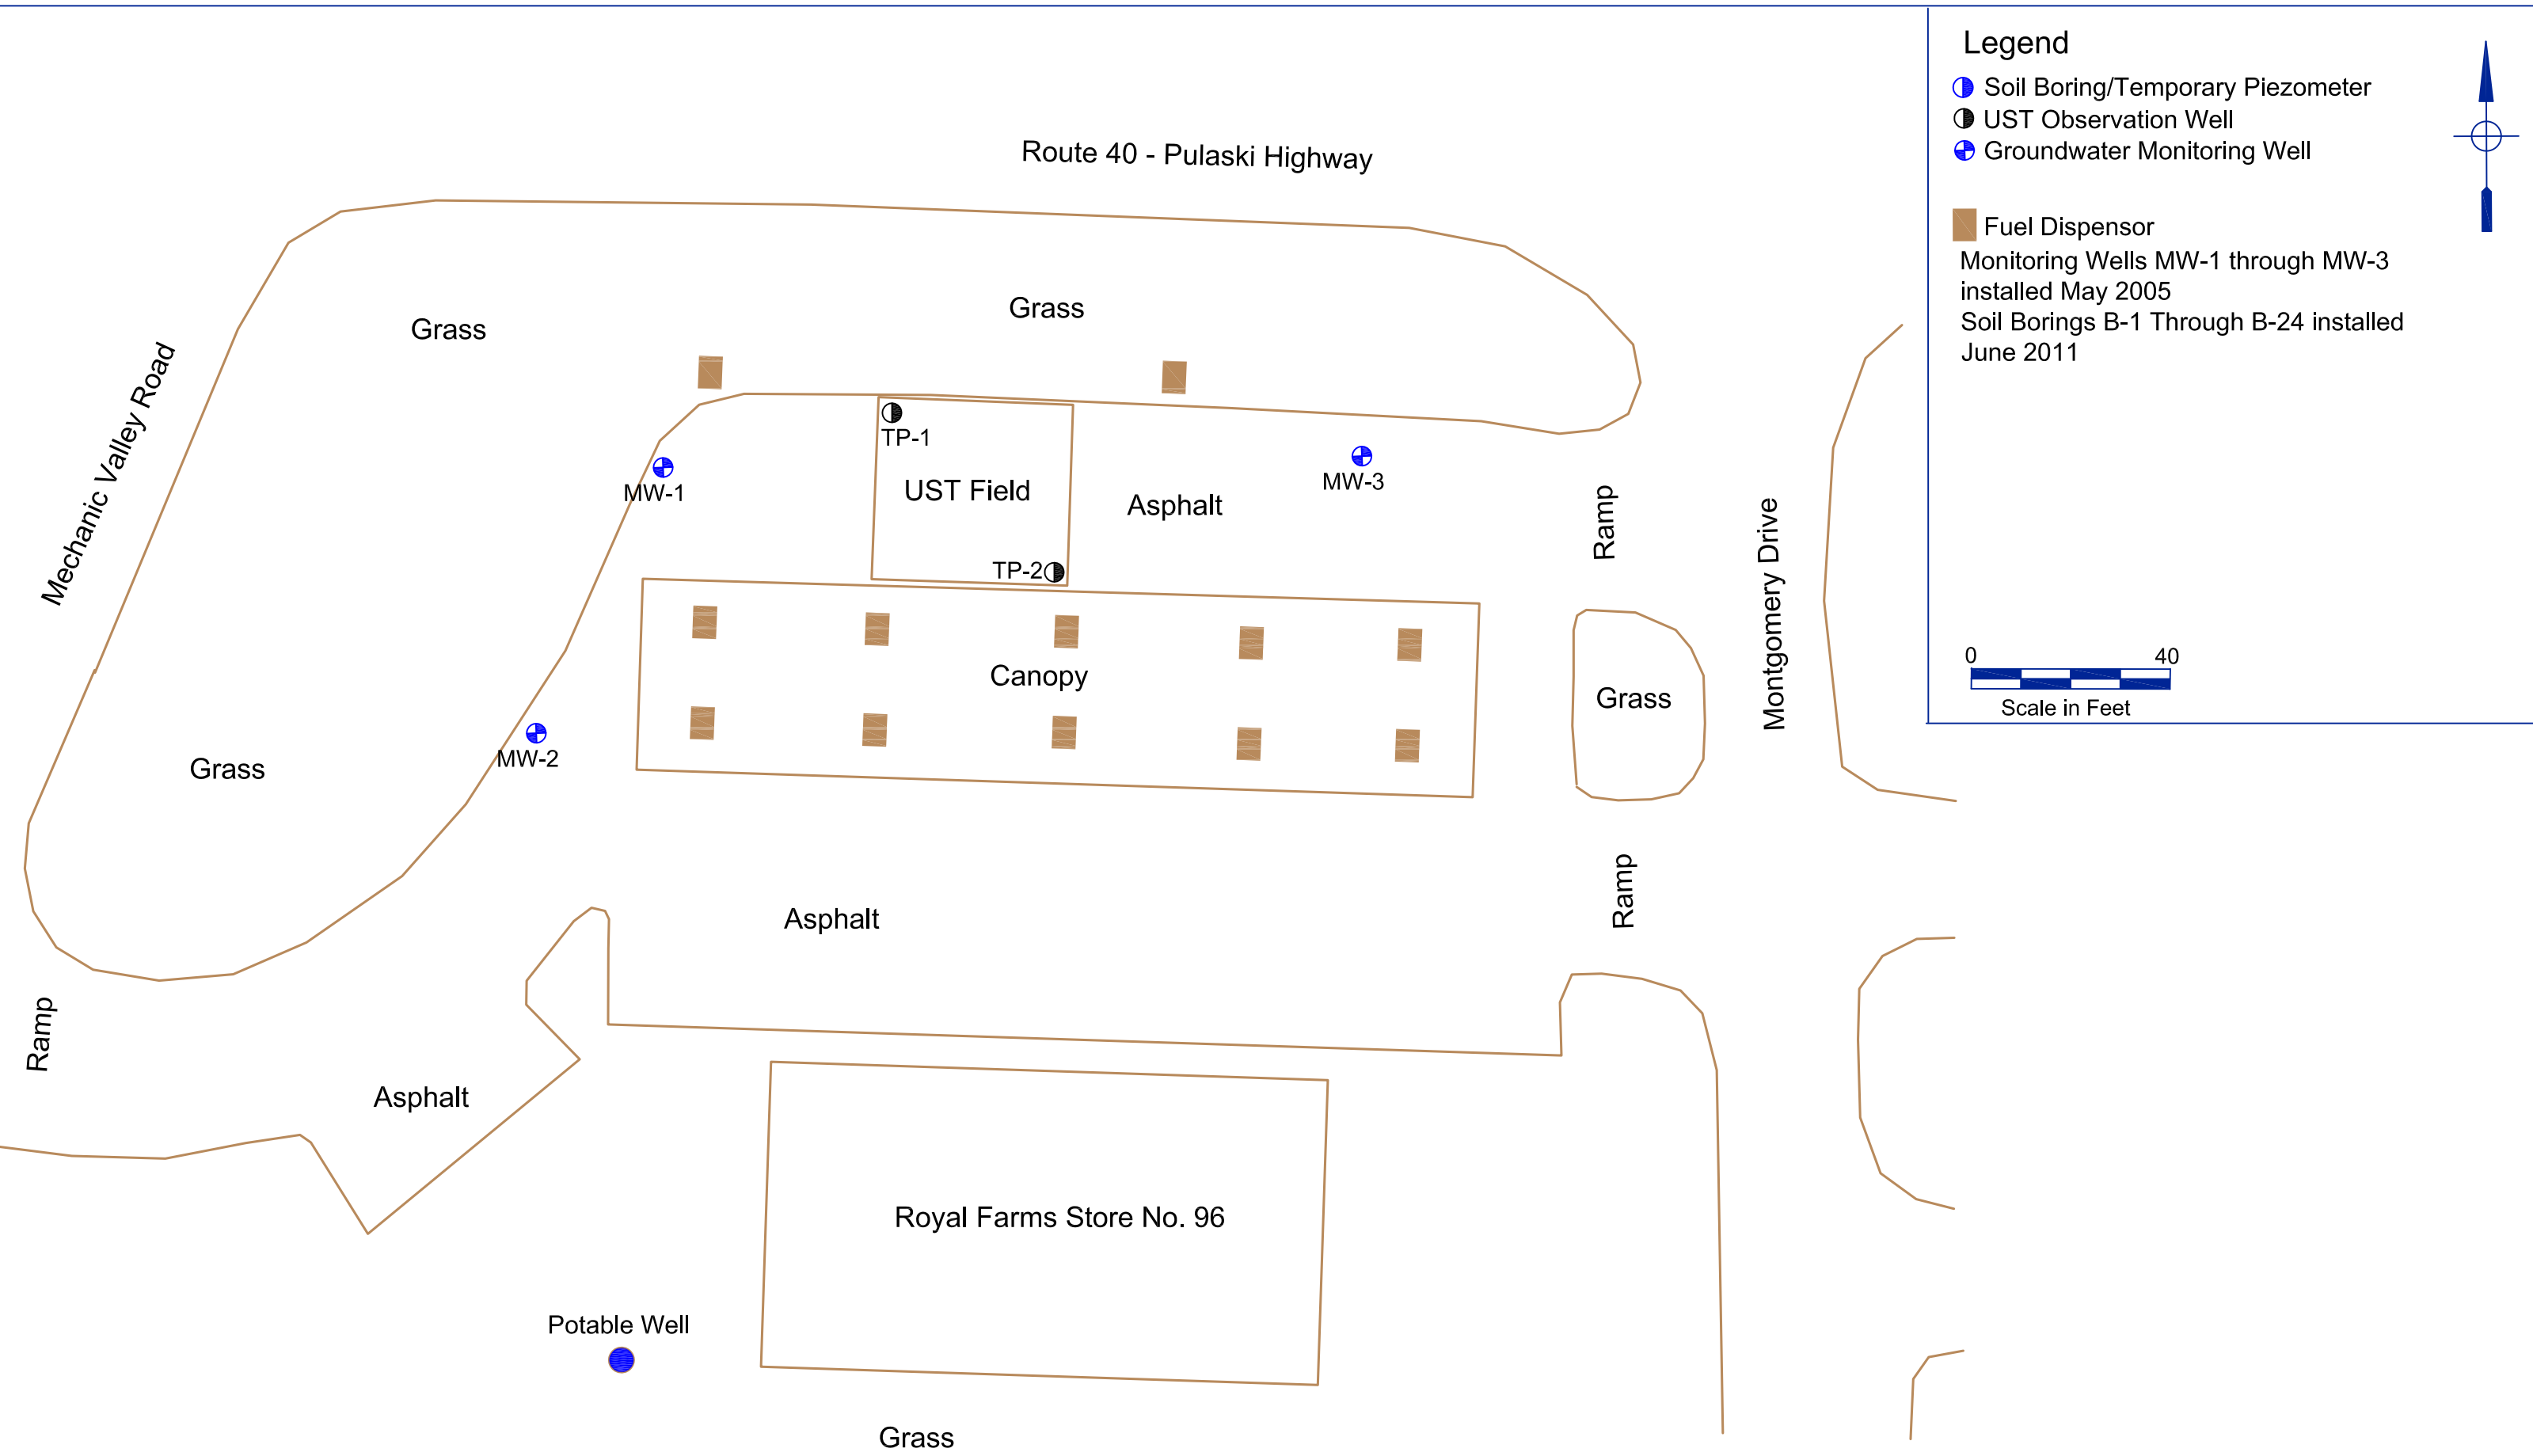 Legend
Soil Boring/Temporary Piezometer
UST Observation Well
Groundwater Monitoring Well
Fuel Dispensor
Monitoring Wells MW-1 through MW-3
installed May 2005
Soil Borings B-1 Through B-24 installed
June 2011
0 40
Scale in Feet
Route 40 - Pulaski Highway
Grass
Grass
Mechanic Valley Road
TP-1
MW-1
UST Field
MW-3
Asphalt
Ramp
Montgomery Drive
TP-2
Canopy
Grass
MW-2
Grass
Asphalt
Ramp
Ramp
Asphalt
Royal Farms Store No. 96
Potable Well
Grass